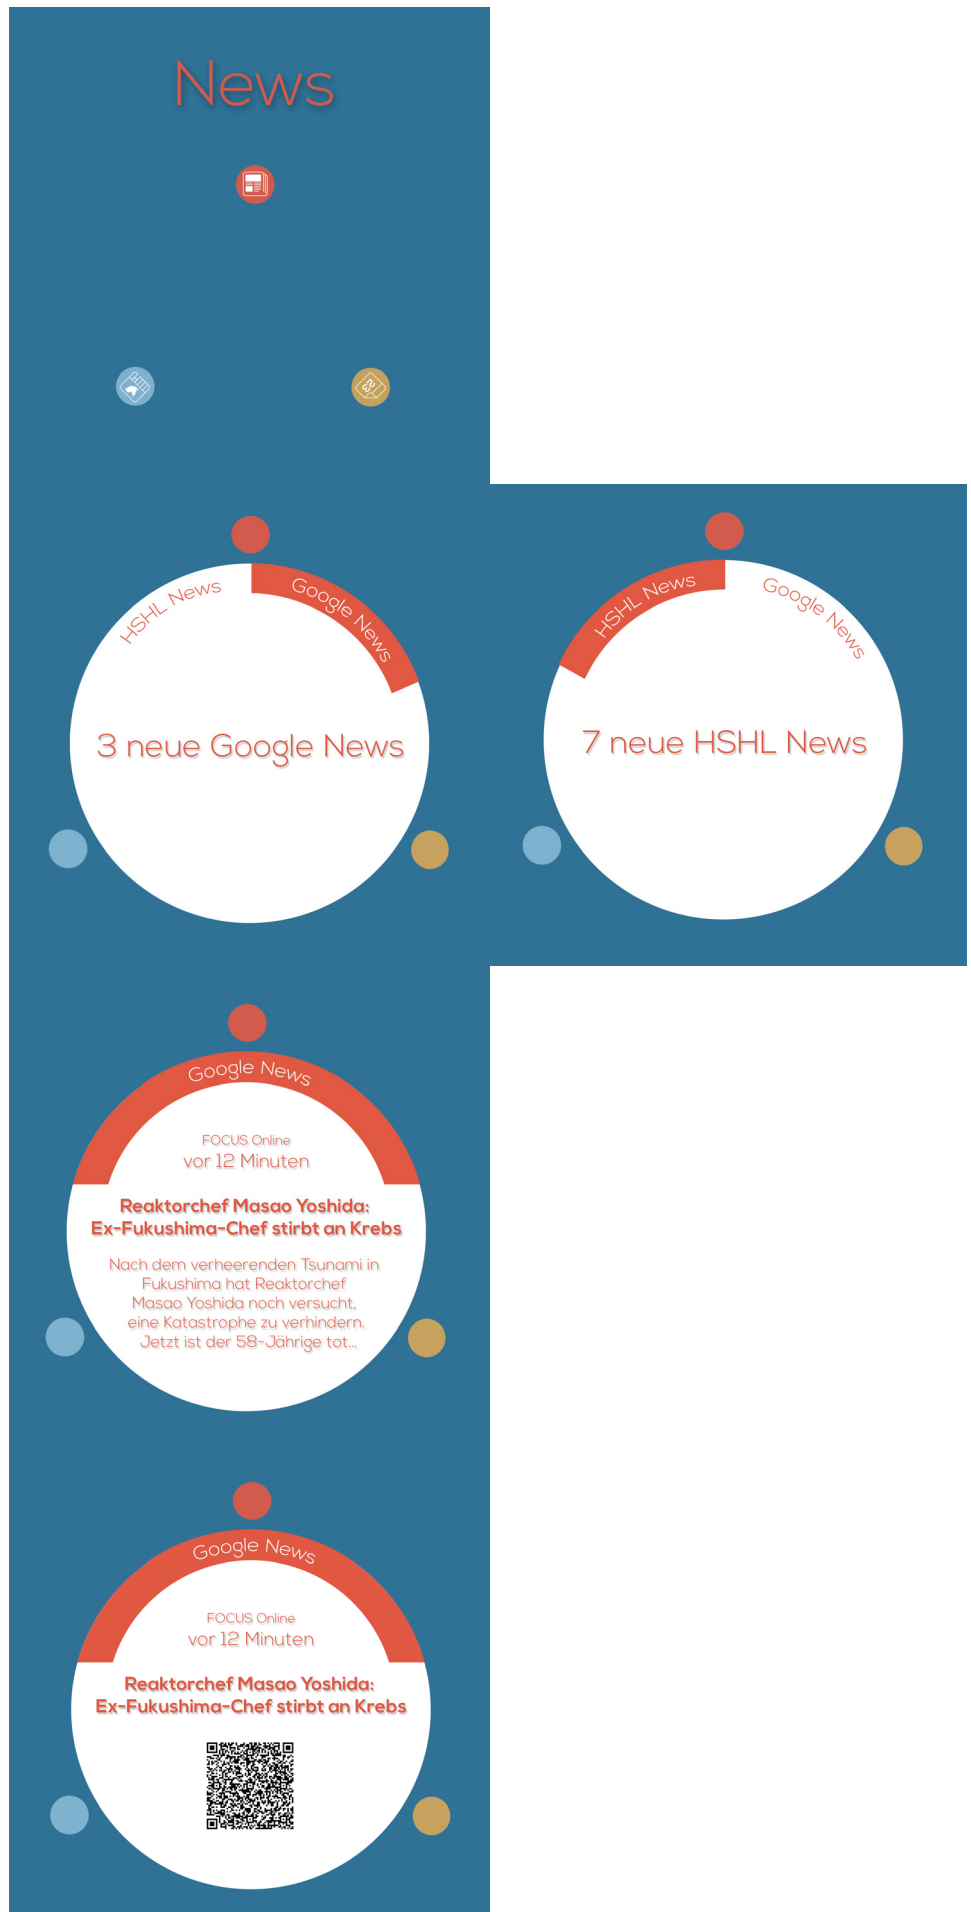 News
23
HSHL News
Google News
3 neue Google News
HSHL News
Google News
7 neue HSHL News
Google News
FOCUS Online
vor 12 Minuten
Reaktorchef Masao Yoshida:
Ex-Fukushima-Chef stirbt an Krebs
Nach dem verheerenden Tsunami in
Fukushima hat Reaktorchef
Masao Yoshida noch versucht,
eine Katastrophe zu verhindern.
Jetzt ist der 58-Jährige tot...
Google News
FOCUS Online
vor 12 Minuten
Reaktorchef Masao Yoshida:
Ex-Fukushima-Chef stirbt an Krebs